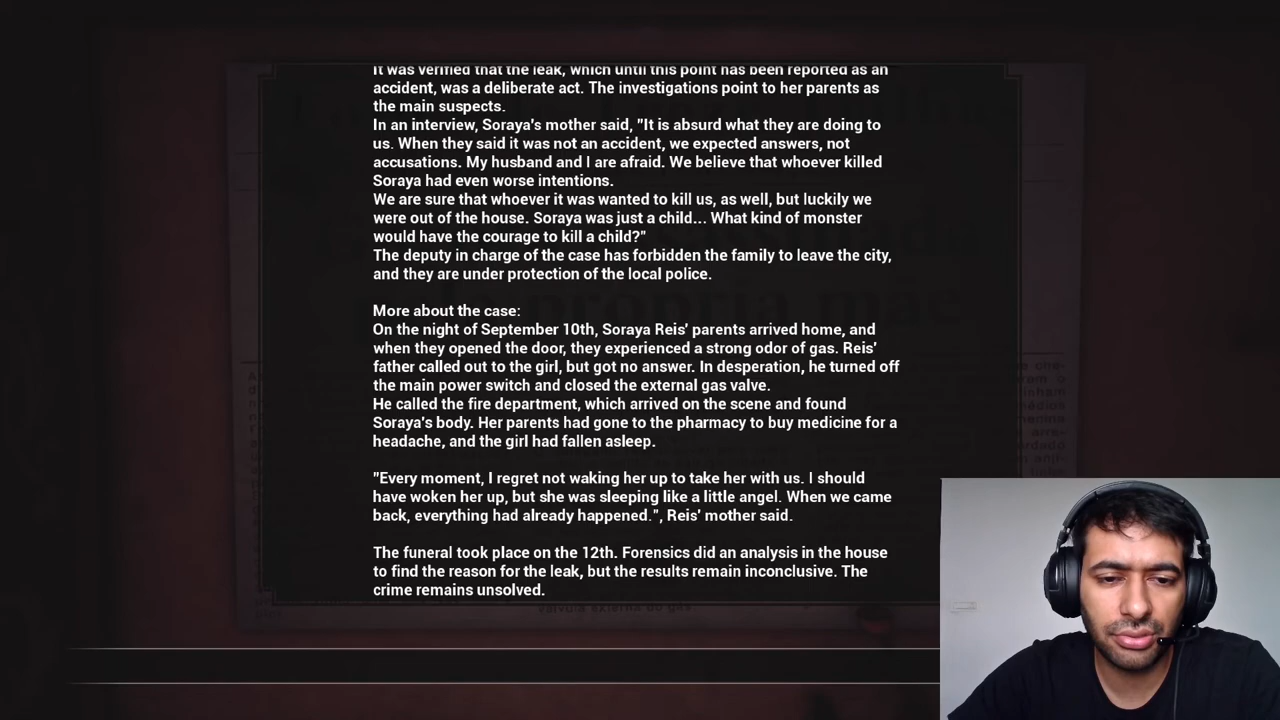 It was verified that the leak, which until this point has been reported as an
accident, was a deliberate act. The investigations point to her parents as
the main suspects.
In an interview, Soraya's mother said, "It is absurd what they are doing to
us. When they said it was not an accident, we expected answers, not
accusations. My husband and I are afraid. We believe that whoever killed
Soraya had even worse intentions.
We are sure that whoever it was wanted to kill us, as well, but luckily we
were out of the house. Soraya was just a child... What kind of monster
would have the courage to kill a child?"
The deputy in charge of the case has forbidden the family to leave the city,
and they are under protection of the local police.
More about the case:
On the night of September 10th, Soraya Reis' parents arrived home, and
when they opened the door, they experienced a strong odor of gas. Reis'
father called out to the girl, but got no answer. In desperation, he turned off
the main power switch and closed the external gas valve.
He called the fire department, which arrived on the scene and found
Soraya's body. Her parents had gone to the pharmacy to buy medicine for a
headache, and the girl had fallen asleep.
"Every moment, I regret not waking her up to take her with us. I should
have woken her up, but she was sleeping like a little angel. When we came
back, everything had already happened.", Reis' mother said.
The funeral took place on the 12th. Forensics did an analysis in the house
to find the reason for the leak, but the results remain inconclusive. The
crime remains unsolved.
própria mãe
válvula externa do gás